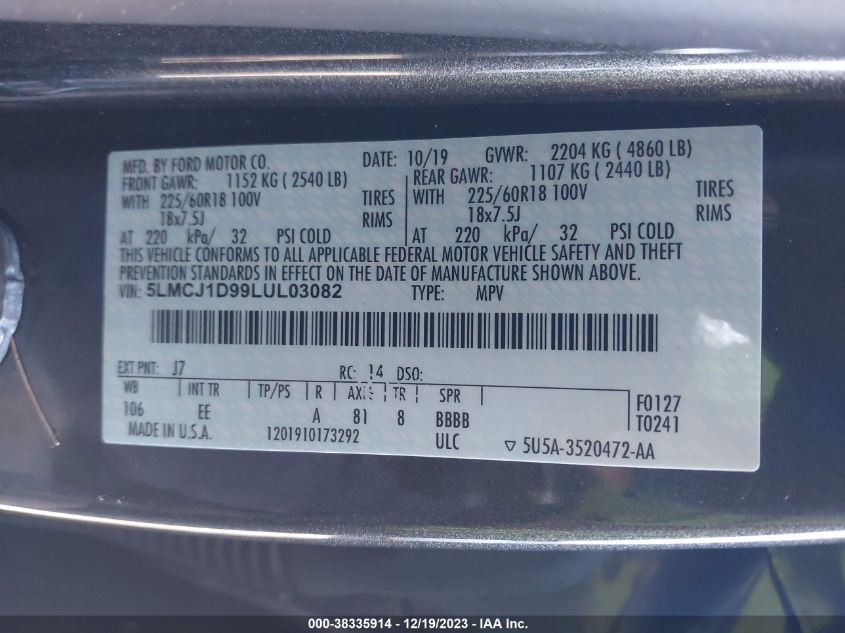 MFD. BY FORD MOTOR CO. DATE: 10/19 GVWR: 2204 KG ( 4860 LB)
FRONT GAWR: 1152 KG ( 2540 LB) REAR GAWR: 1107 KG ( 2440 LB)
WITH 225/60R18 100V TIRES WITH 225/60R18 100V TIRES
18x7.5J RIMS 18x7.5J RIMS
AT 220 kPa/ 32 PSI COLD AT 220 kPa/ 32 PSI COLD
THIS VEHICLE CONFORMS TO ALL APPLICABLE FEDERAL MOTOR VEHICLE SAFETY AND THEFT
PREVENTION STANDARDS IN EFFECT ON THE DATE OF MANUFACTURE SHOWN ABOVE.
VIN: 5LMCJ1D99LUL03082 TYPE: MPV
EXT PNT: J7 RC: 14 DSO:
WB INT TR TP/PS R AXLE TR SPR F0127
106 EE A 81 8 BBBB T0241
MADE IN U.S.A. 1201910173292 ULC ▽ 5U5A-3520472-AA
000-38335914 - 12/19/2023 - IAA Inc.